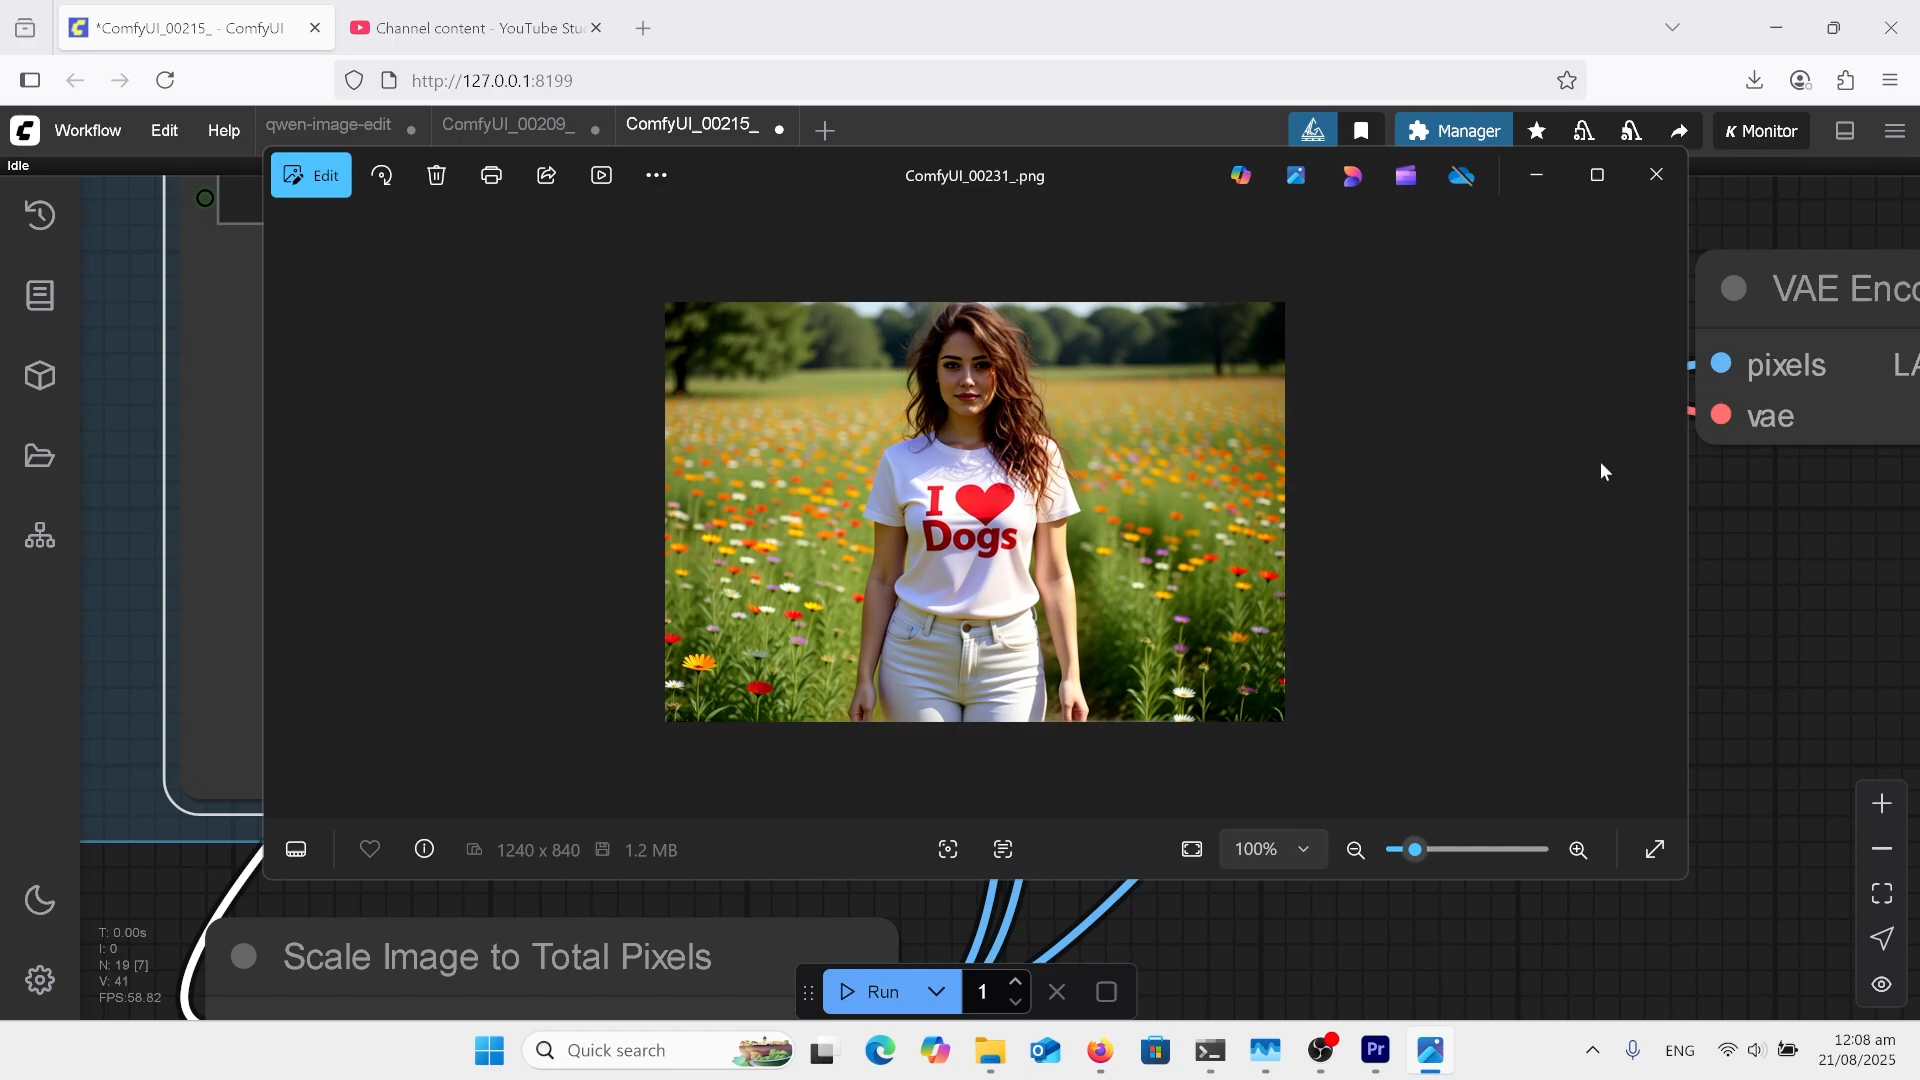 *ComfyUI_00215_ - ComfyUI
Channel content - YouTube Stu
http://127.0.0.1:8199
Workflow
Edit
Help
qwen-image-edit
ComfyUI_00209_
ComfyUI_00215_
Manager
Monitor
Idle
Edit
ComfyUI_00231_.png
VAE Enco
pixels
LA
vae
I
Dogs
1240 x 840
1.2 MB
100%
T: 0.00s
I: 0
N: 19 [7]
V: 41
FPS:58.82
Scale Image to Total Pixels
Run
1
Quick search
Pr
ENG
12:08 am
21/08/2025